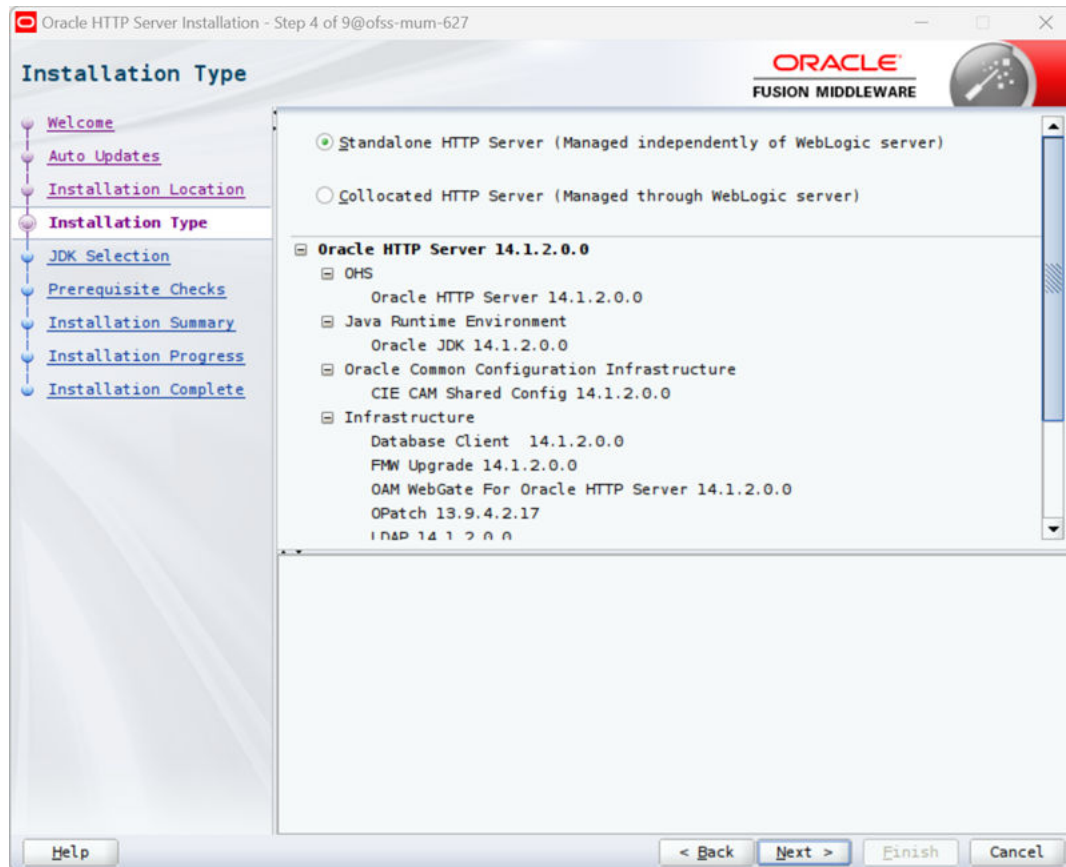 Oracle HTTP Server Installation - Step 4 of 9@ofss-mum-627
Installation Type
ORACLE
FUSION MIDDLEWARE
Welcome
Auto Updates
Installation Location
Installation Type
JDK Selection
Prerequisite Checks
Installation Summary
Installation Progress
Installation Complete
Standalone HTTP Server (Managed independently of WebLogic server)
Collocated HTTP Server (Managed through WebLogic server)
Oracle HTTP Server 14.1.2.0.0
OHS
Oracle HTTP Server 14.1.2.0.0
Java Runtime Environment
Oracle JDK 14.1.2.0.0
Oracle Common Configuration Infrastructure
CIE CAM Shared Config 14.1.2.0.0
Infrastructure
Database Client  14.1.2.0.0
FMW Upgrade 14.1.2.0.0
OAM WebGate For Oracle HTTP Server 14.1.2.0.0
OPatch 13.9.4.2.17
LDAP 14.1.2.0.0
Help
< Back
Next >
Finish
Cancel